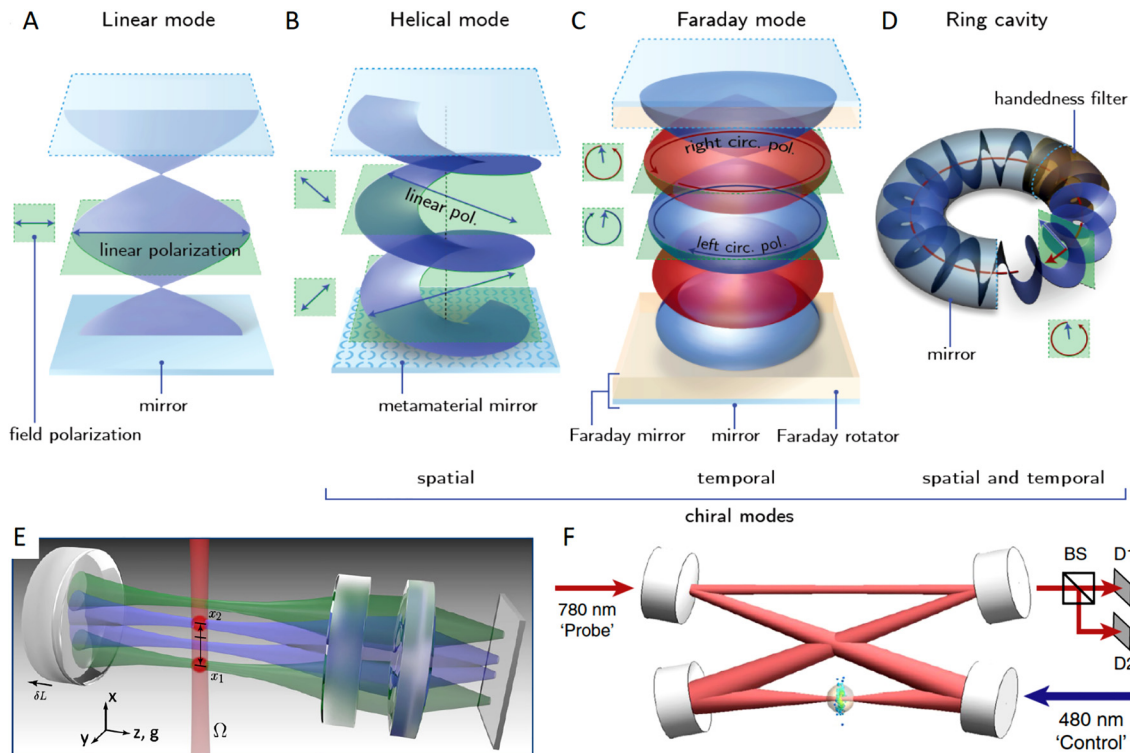 A Linear mode
B Helical mode
C Faraday mode
D Ring cavity
linear polarization
mirror
field polarization
linear pol.
metamaterial mirror
right circ. pol.
left circ. pol.
Faraday mirror
mirror
Faraday rotator
handedness filter
mirror
spatial
temporal
spatial and temporal
chiral modes
E
x₂
x₁
δL
x
y
z, g
Ω
F
780 nm
'Probe'
BS
D1
D2
480 nm
'Control'